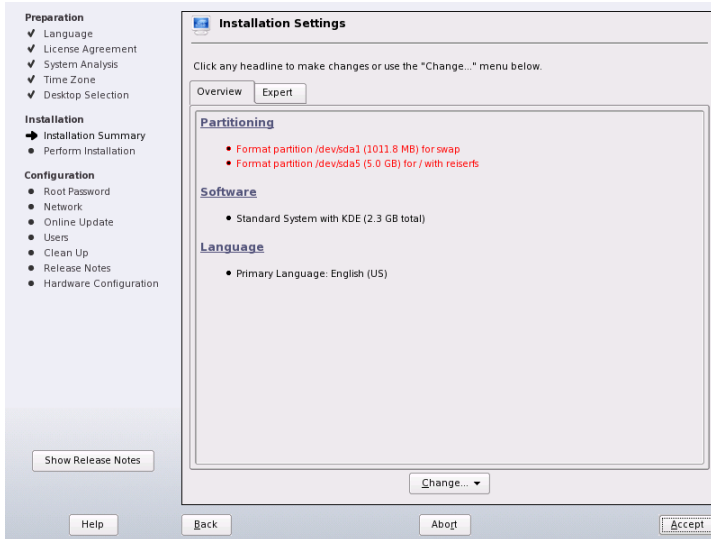 Preparation
Language
License Agreement
System Analysis
Time Zone
Desktop Selection
Installation
Installation Summary
Perform Installation
Configuration
Root Password
Network
Online Update
Users
Clean Up
Release Notes
Hardware Configuration
Show Release Notes
Help
Installation Settings
Click any headline to make changes or use the "Change..." menu below.
Overview Expert
Partitioning
Format partition /dev/sda1 (1011.8 MB) for swap
Format partition /dev/sda5 (5.0 GB) for / with reiserfs
Software
Standard System with KDE (2.3 GB total)
Language
Primary Language: English (US)
Change...
Back Abort Accept